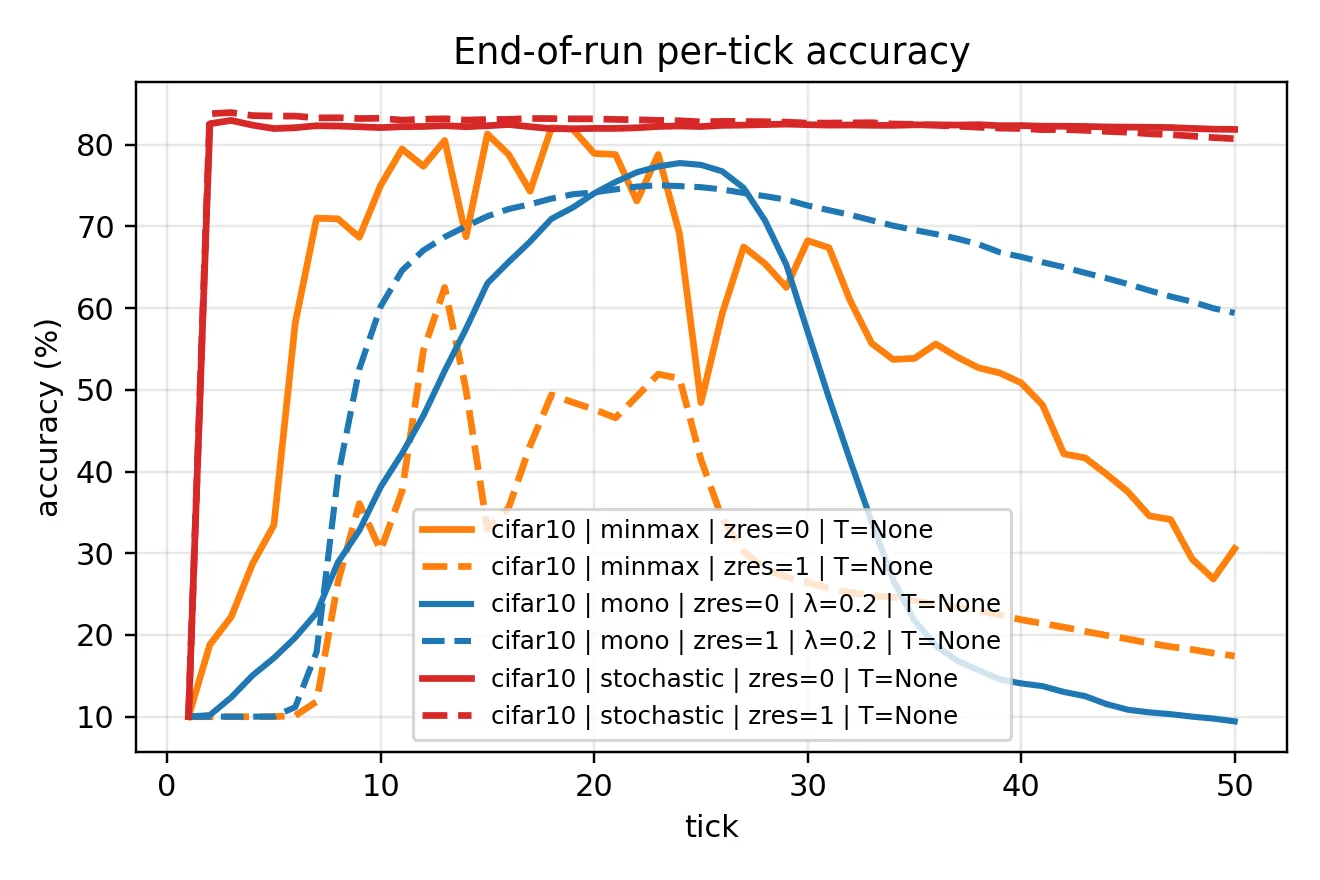 End-of-run per-tick accuracy
accuracy (%)
80
70
60
50
40
30
20
10
cifar10 | minmax | zres=0 | T=None
cifar10 | minmax | zres=1 | T=None
cifar10 | mono | zres=0 | λ=0.2 | T=None
cifar10 | mono | zres=1 | λ=0.2 | T=None
cifar10 | stochastic | zres=0 | T=None
cifar10 | stochastic | zres=1 | T=None
0 10 20 30 40 50
tick